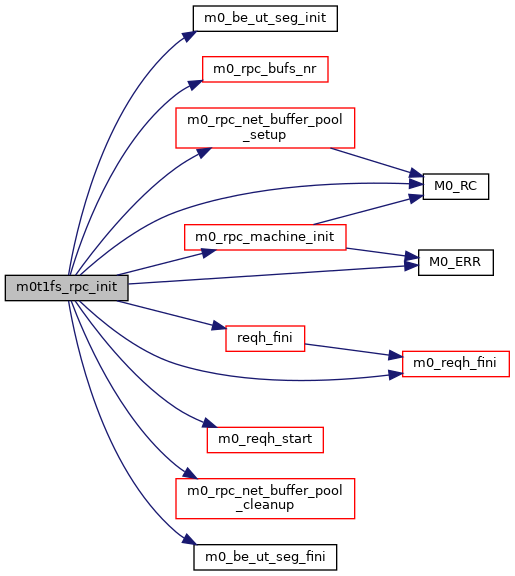 m0_be_ut_seg_init
m0_rpc_bufs_nr
m0_rpc_net_buffer_pool
_setup
M0_RC
m0_rpc_machine_init
M0_ERR
m0t1fs_rpc_init
reqh_fini
m0_reqh_fini
m0_reqh_start
m0_rpc_net_buffer_pool
_cleanup
m0_be_ut_seg_fini